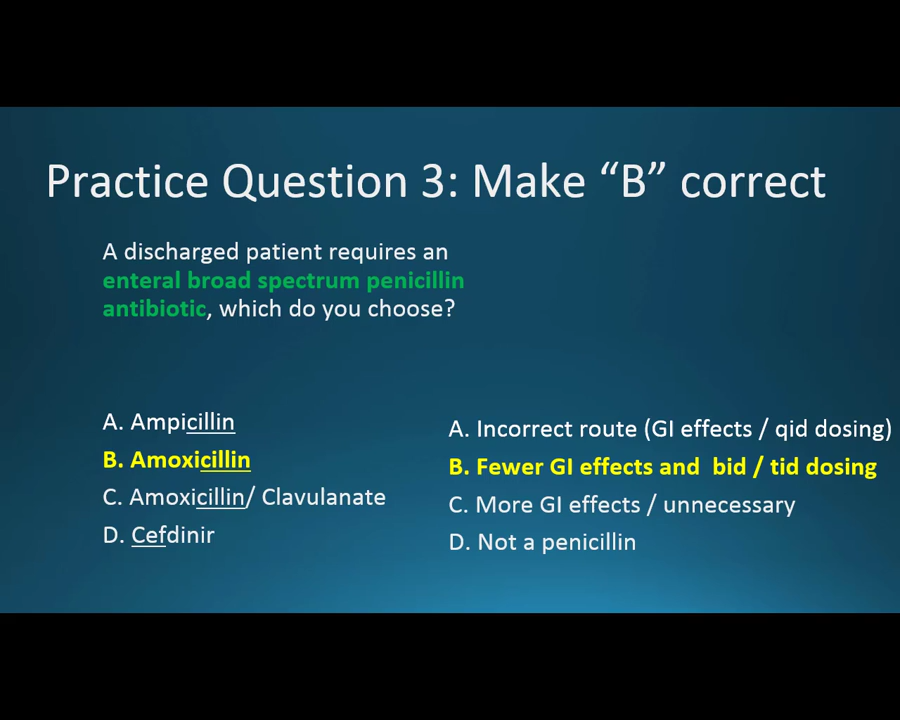 Practice Question 3: Make “B” correct
A discharged patient requires an
enteral broad spectrum penicillin
antibiotic, which do you choose?
A. Ampicillin
B. Amoxicillin
C. Amoxicillin/ Clavulanate
D. Cefdinir
A. Incorrect route (GI effects / qid dosing)
B. Fewer GI effects and  bid / tid dosing
C. More GI effects / unnecessary
D. Not a penicillin